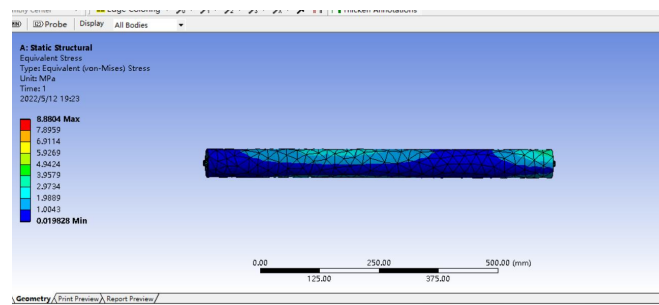 Edge Coloring
Thicken Annotations
Probe Display All Bodies
A: Static Structural
Equivalent Stress
Type: Equivalent (von-Mises) Stress
Unit: MPa
Time: 1
2022/5/12 19:23
8.8804 Max
7.8959
6.9114
5.9269
4.9424
3.9579
2.9734
1.9889
1.0043
0.019828 Min
0.00 250.00 500.00 (mm)
125.00 375.00
Geometry Print Preview Report Preview